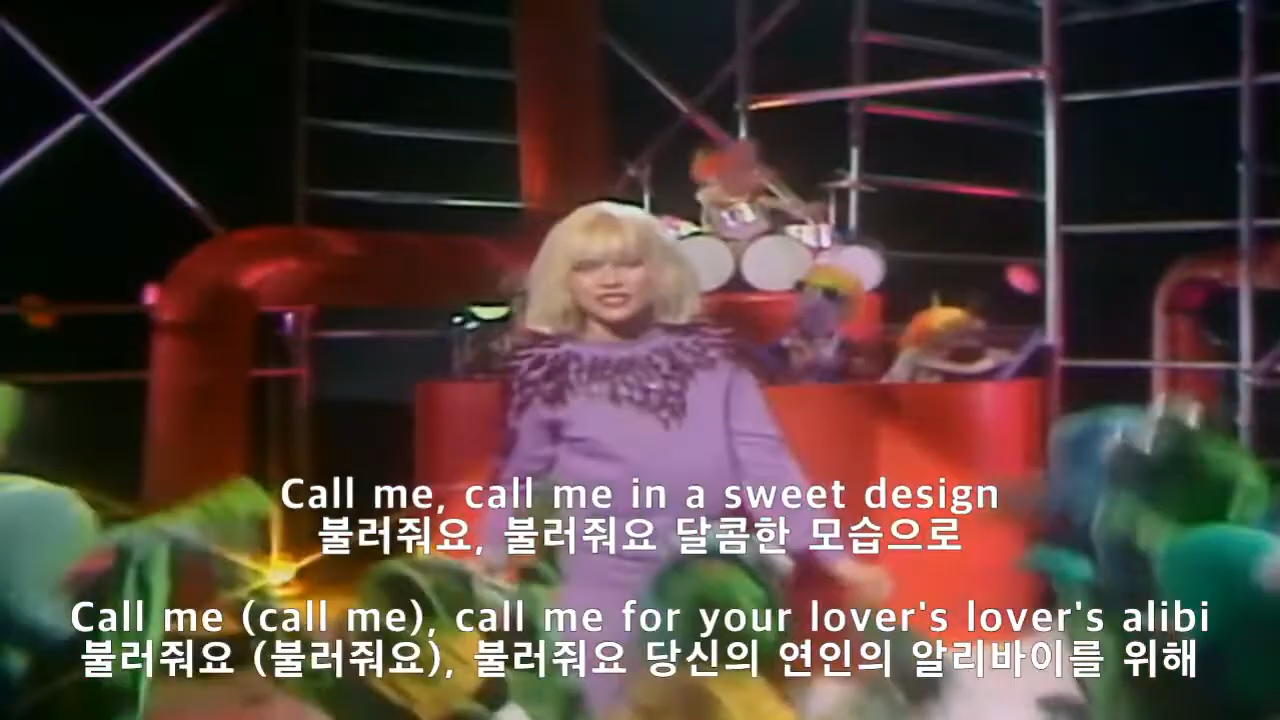 Call me, call me in a sweet design
불러줘요, 불러줘요 달콤한 모습으로
Call me (call me), call me for your lover's lover's alibi
불러줘요 (불러줘요), 불러줘요 당신의 연인의 알리바이를 위해